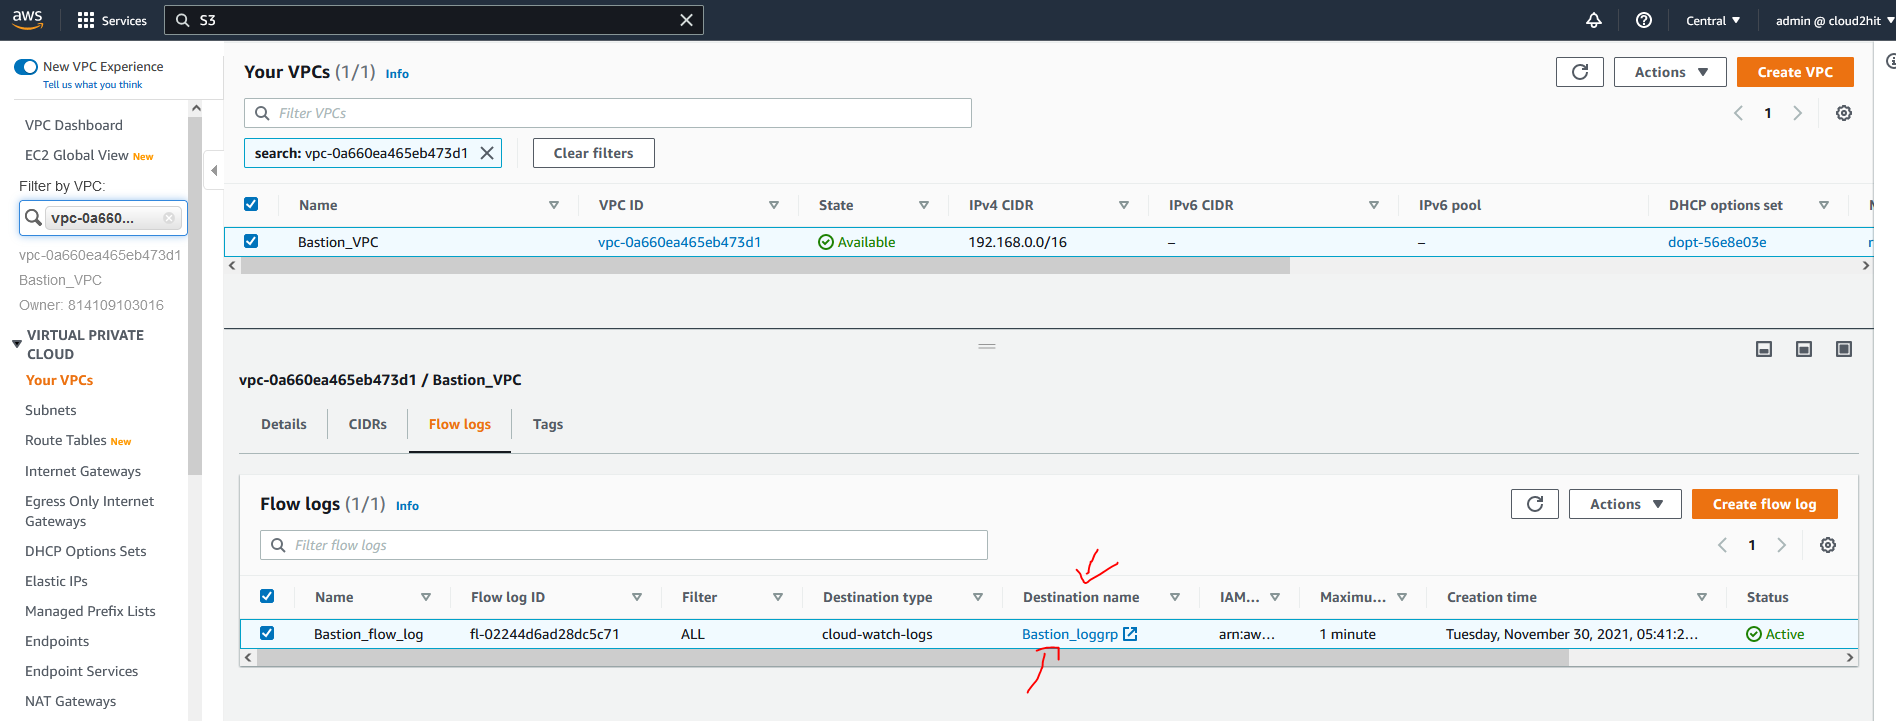 aws Services S3 Central admin @ cloud2hit
New VPC Experience
Tell us what you think
VPC Dashboard
EC2 Global View New
Filter by VPC:
vpc-0a660...
vpc-0a660ea465eb473d1
Bastion_VPC
Owner: 814109103016
VIRTUAL PRIVATE
CLOUD
Your VPCs
Subnets
Route Tables New
Internet Gateways
Egress Only Internet
Gateways
DHCP Options Sets
Elastic IPs
Managed Prefix Lists
Endpoints
Endpoint Services
NAT Gateways
Your VPCs (1/1) Info Actions Create VPC
Filter VPCs 1
search: vpc-0a660ea465eb473d1 Clear filters
Name VPC ID State IPv4 CIDR IPv6 CIDR IPv6 pool DHCP options set
Bastion_VPC vpc-0a660ea465eb473d1 Available 192.168.0.0/16 – – dopt-56e8e03e
vpc-0a660ea465eb473d1 / Bastion_VPC
Details CIDRs Flow logs Tags
Flow logs (1/1) Info Actions Create flow log
Filter flow logs 1
Name Flow log ID Filter Destination type Destination name IAM... Maximu... Creation time Status
Bastion_flow_log fl-02244d6ad28dc5c71 ALL cloud-watch-logs Bastion_loggrp arn:aw... 1 minute Tuesday, November 30, 2021, 05:41:2... Active